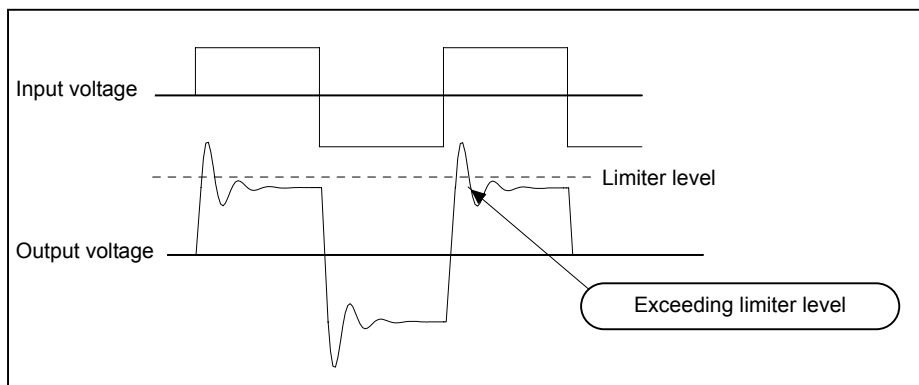 Input voltage
Limiter level
Output voltage
Exceeding limiter level